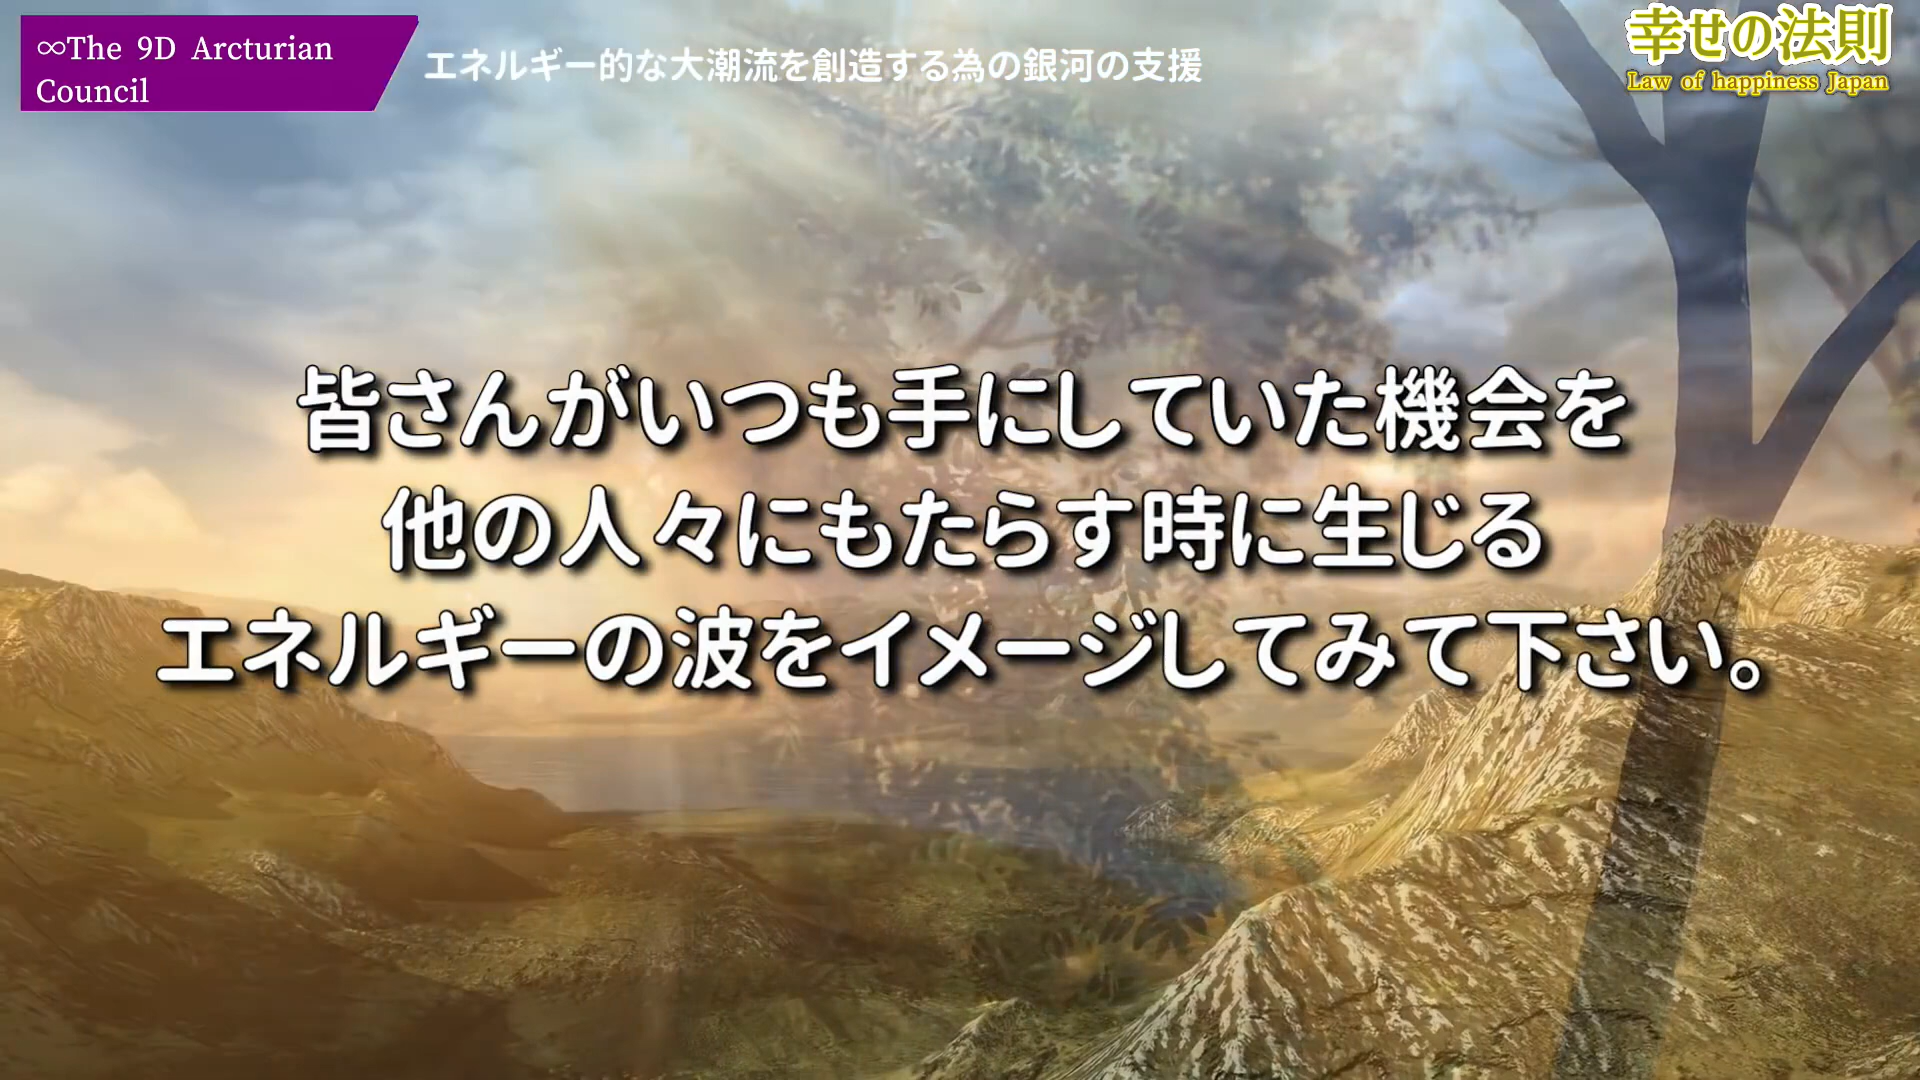 ∞The 9D Arcturian
Council
エネルギー的な大潮流を創造する為の銀河の支援
幸せの法則
Law of happiness Japan
皆さんがいつも手にしていた機会を
他の人々にもたらす時に生じる
エネルギーの波をイメージしてみて下さい。